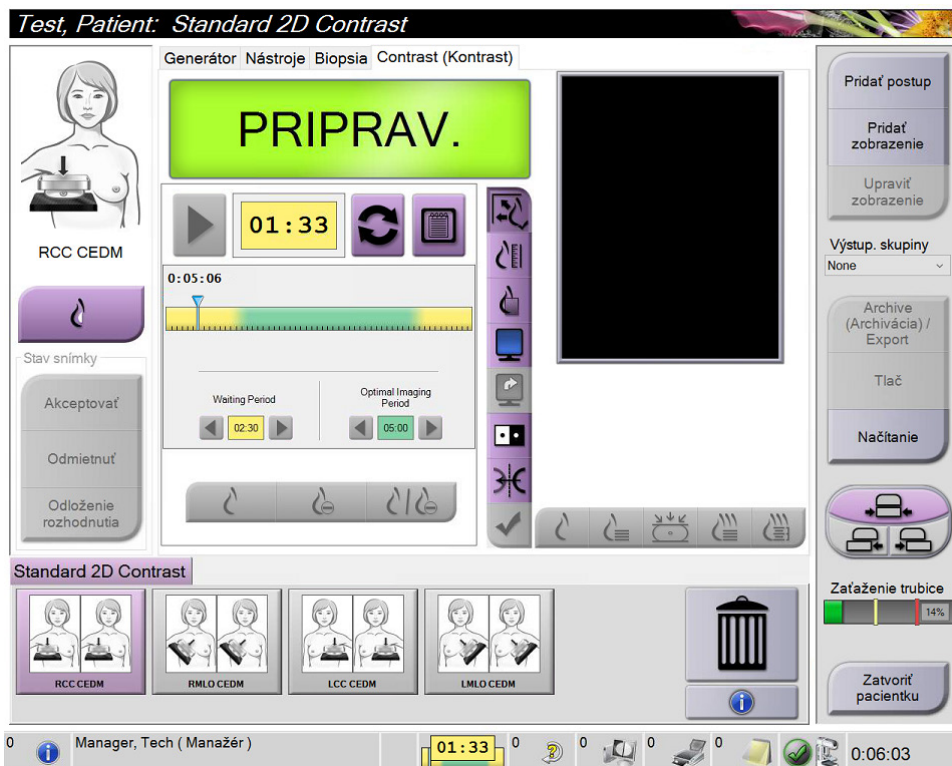 Test, Patient: Standard 2D Contrast
Generátor Nástroje Biopsia Contrast (Kontrast)
PRIPRAV.
RCC CEDM
01:33
0:05:06
Waiting Period
Optimal Imaging
Period
02:30
05:00
Stav snímky
Akceptovať
Odmietnuť
Odloženie
rozhodnutia
Pridať postup
Pridať
zobrazenie
Upraviť
zobrazenie
Výstup. skupiny
None
Archive
(Archivácia) /
Export
Tlač
Načítanie
Zaťaženie trubice
14%
Zatvoriť
pacientku
Standard 2D Contrast
RCC CEDM
RMLO CEDM
LCC CEDM
LMLO CEDM
0
Manager, Tech ( Manažér )
01:33
0
0
0
0
0:06:03